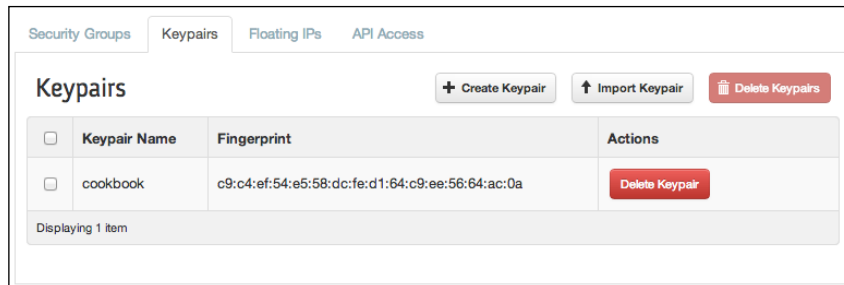 Security Groups Keypairs Floating IPs API Access
Keypairs + Create Keypair Import Keypair Delete Keypairs
Keypair Name Fingerprint Actions
cookbook c9:c4:ef:54:e5:58:dc:fe:d1:64:c9:ee:56:64:ac:0a Delete Keypair
Displaying 1 item